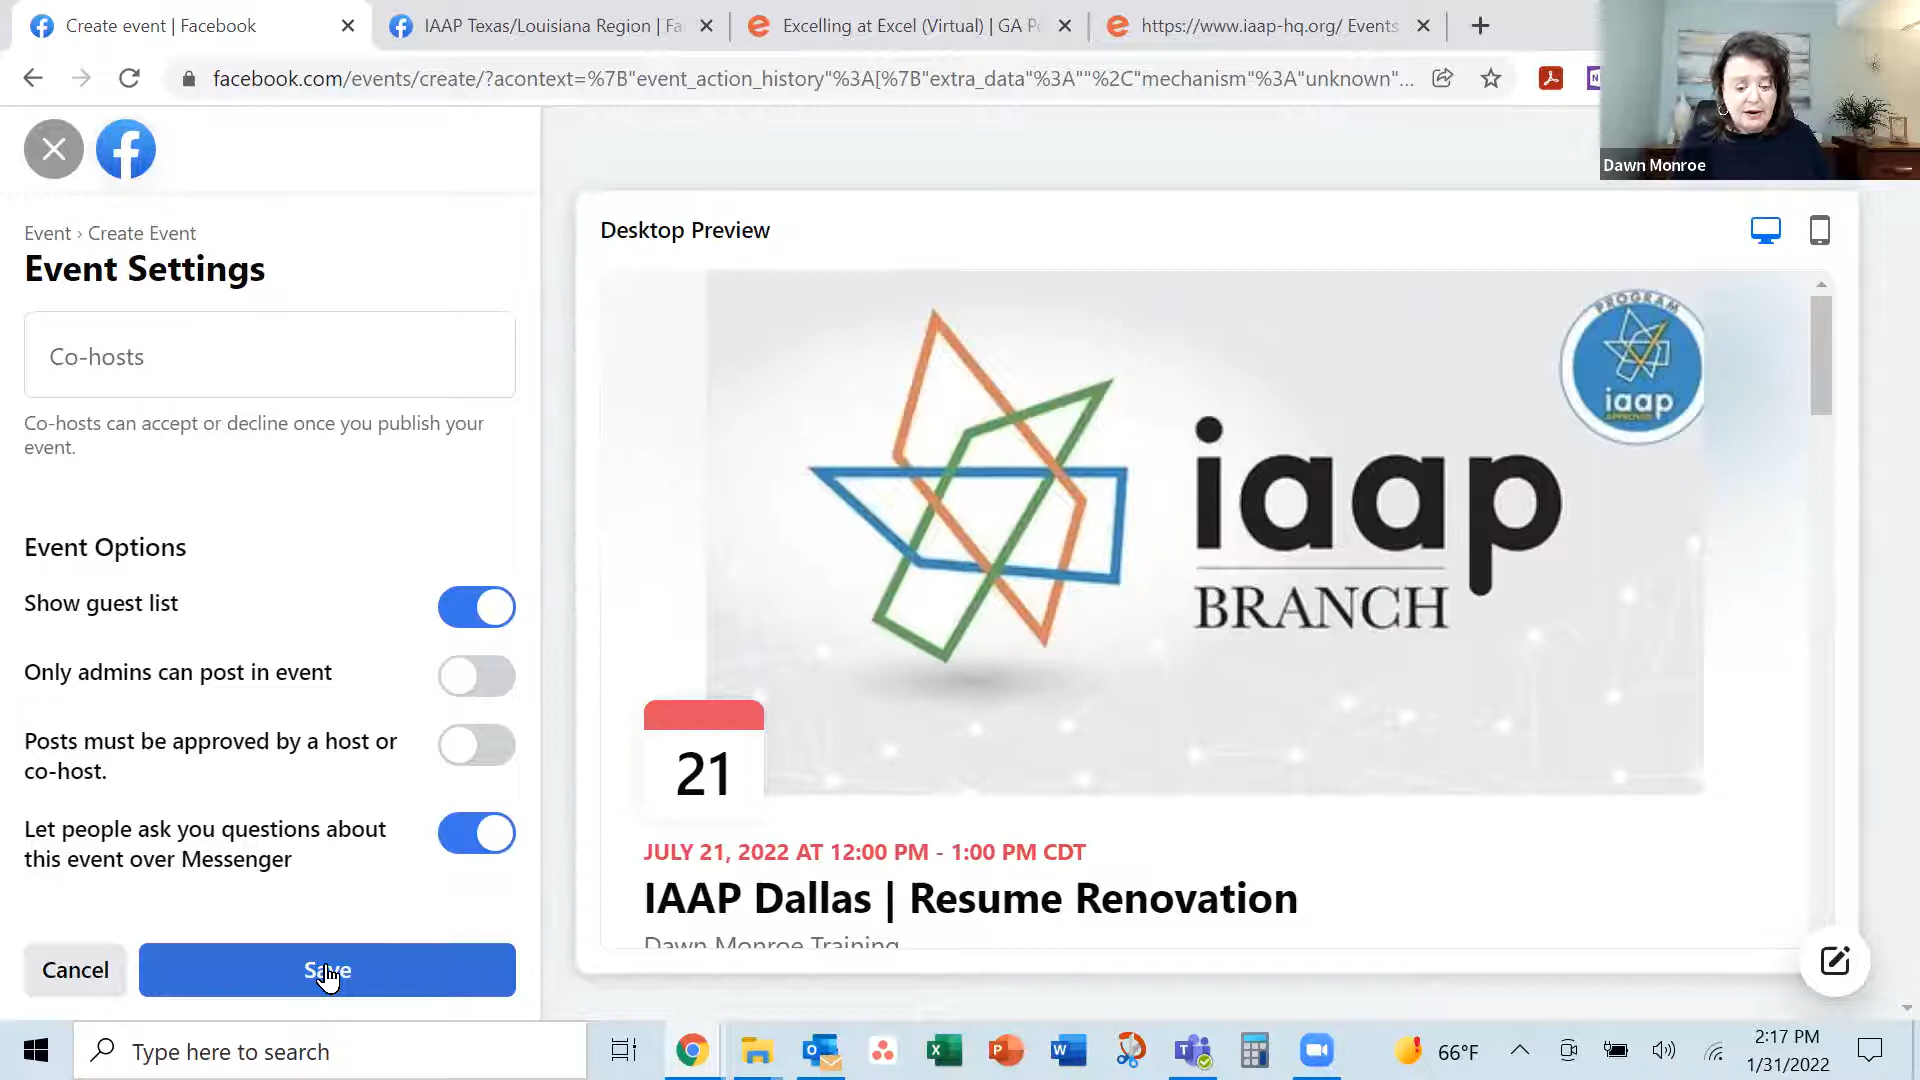 Create event | Facebook
IAAP Texas/Louisiana Region | Fa
Excelling at Excel (Virtual) | GA Po
https://www.iaap-hq.org/ Events
facebook.com/events/create/?acontext=%7B"event_action_history"%3A[%7B"extra_data"%3A""%2C"mechanism"%3A"unknown"...
Dawn Monroe
Event › Create Event
Event Settings
Co-hosts
Co-hosts can accept or decline once you publish your
event.
Event Options
Show guest list
Only admins can post in event
Posts must be approved by a host or
co-host.
Let people ask you questions about
this event over Messenger
Cancel
Save
Desktop Preview
PROGRAM
iaap
APPROVED
iaap
BRANCH
21
JULY 21, 2022 AT 12:00 PM - 1:00 PM CDT
IAAP Dallas | Resume Renovation
Dawn Monroe Training
Type here to search
66°F
2:17 PM
1/31/2022